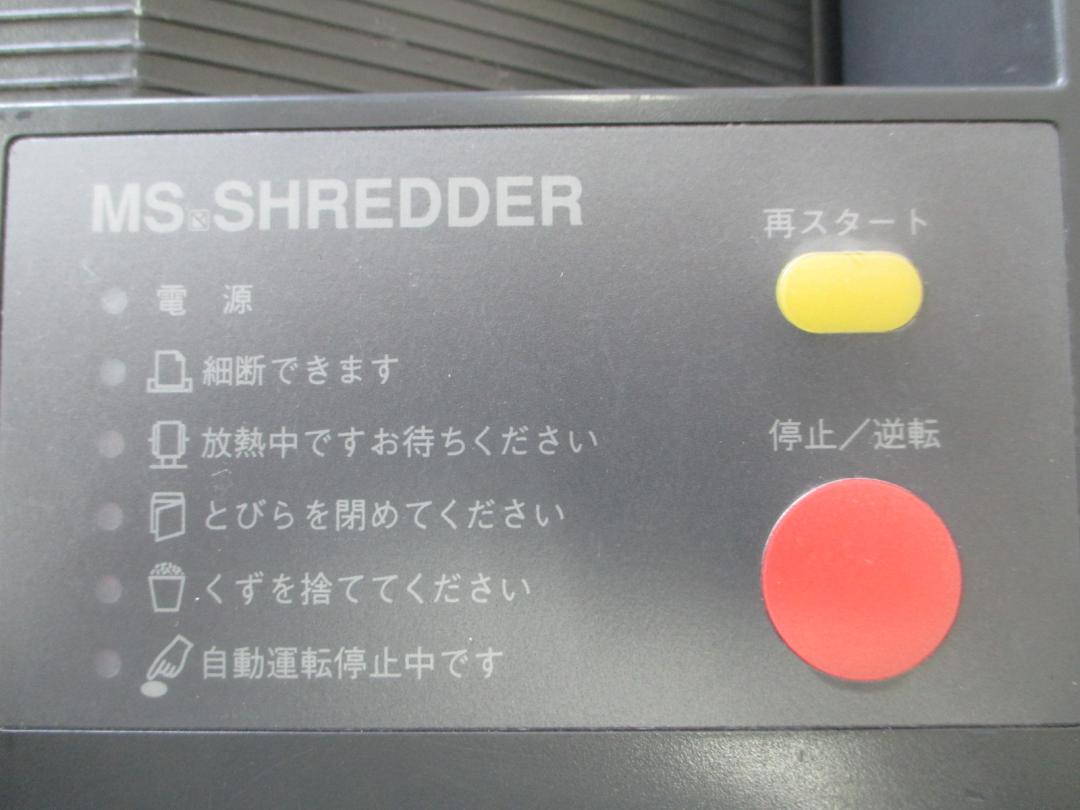 MS SHREDDER
電　源
細断できます
放熱中ですお待ちください
とびらを閉めてください
くずを捨ててください
自動運転停止中です
再スタート
停止／逆転